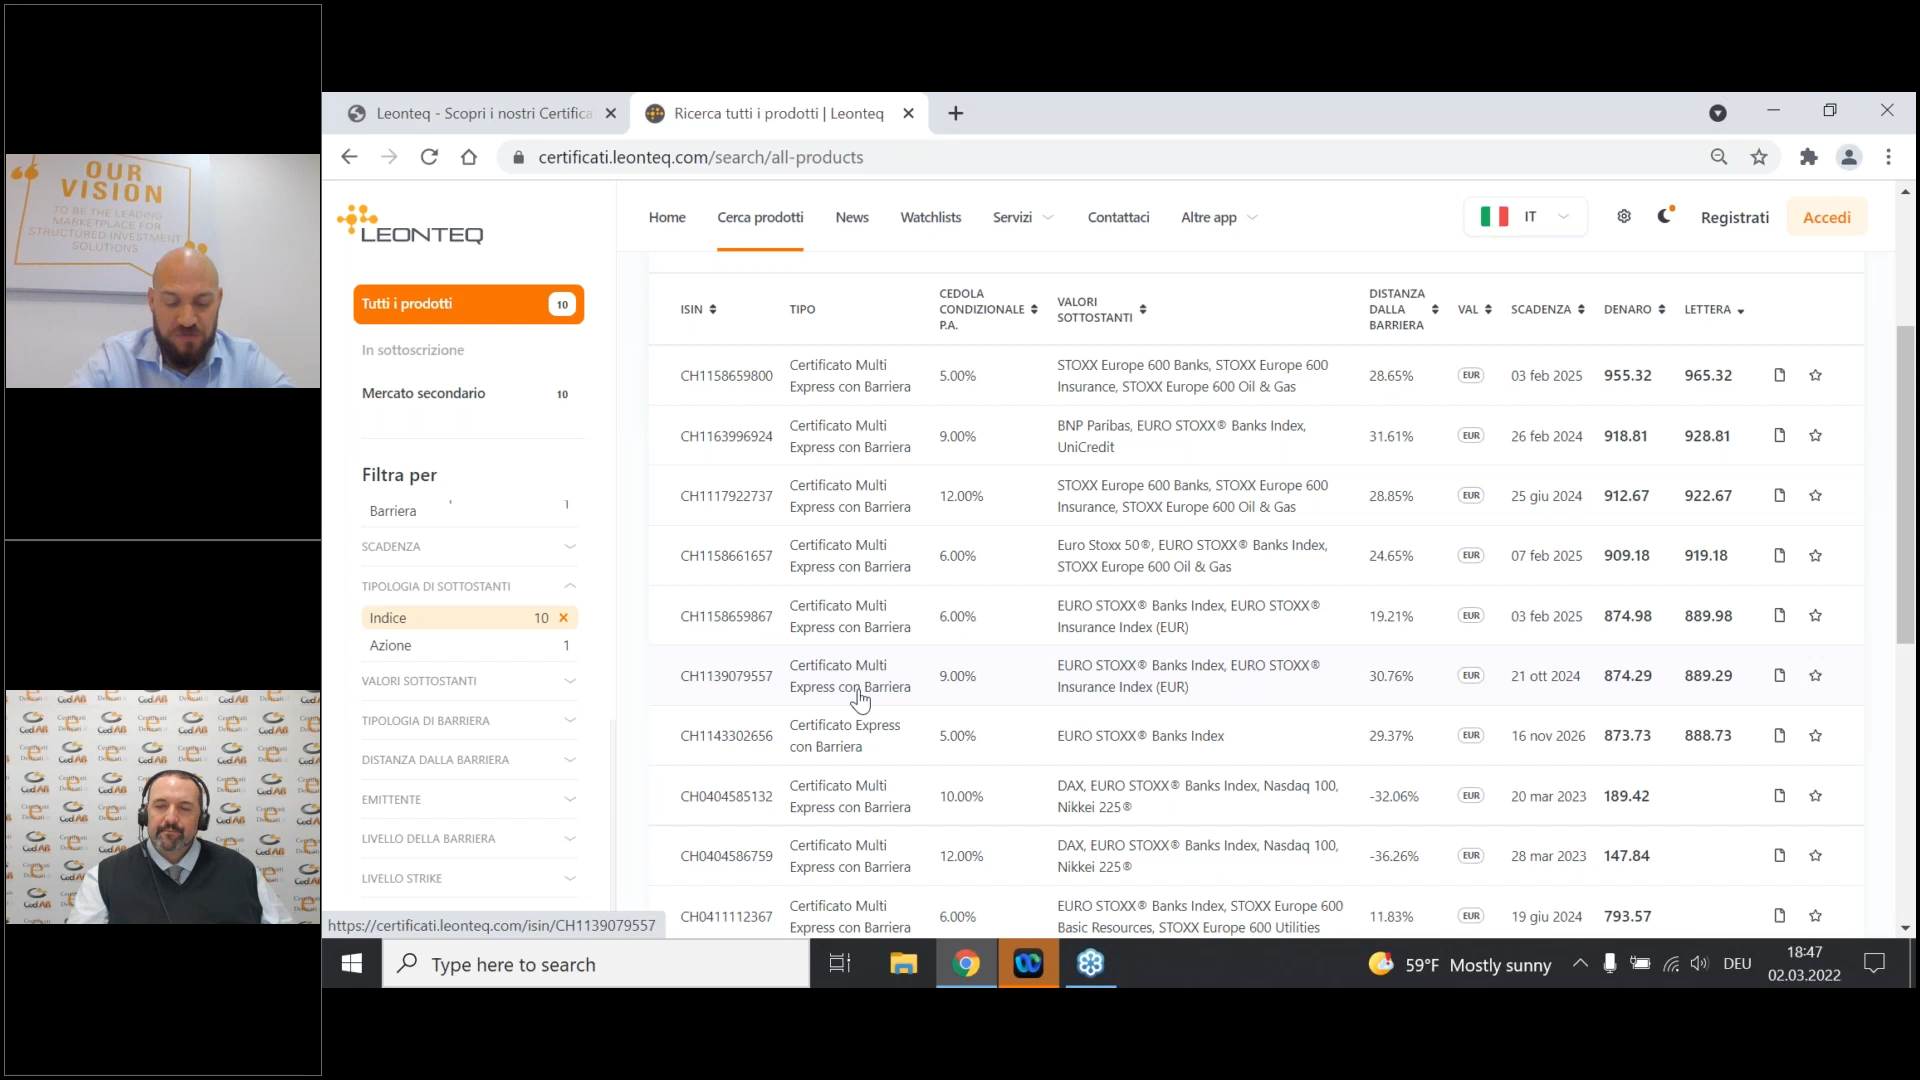 OUR
VISION
TO BE THE LEADING
MARKETPLACE FOR
STRUCTURED INVESTMENT
SOLUTIONS
Leonteq - Scopri i nostri Certifica
Ricerca tutti i prodotti | Leonteq
certificati.leonteq.com/search/all-products
LEONTEQ
Home
Cerca prodotti
News
Watchlists
Servizi
Contattaci
Altre app
IT
Registrati
Accedi
Tutti i prodotti 10
In sottoscrizione
Mercato secondario 10
Filtra per
Barriera 1
SCADENZA
TIPOLOGIA DI SOTTOSTANTI
Indice 10
Azione 1
VALORI SOTTOSTANTI
TIPOLOGIA DI BARRIERA
DISTANZA DALLA BARRIERA
EMITTENTE
LIVELLO DELLA BARRIERA
LIVELLO STRIKE
ISIN TIPO CEDOLA CONDIZIONALE P.A. VALORI SOTTOSTANTI DISTANZA DALLA BARRIERA VAL SCADENZA DENARO LETTERA
CH1158659800 Certificato Multi Express con Barriera 5.00% STOXX Europe 600 Banks, STOXX Europe 600 Insurance, STOXX Europe 600 Oil & Gas 28.65% EUR 03 feb 2025 955.32 965.32
CH1163996924 Certificato Multi Express con Barriera 9.00% BNP Paribas, EURO STOXX® Banks Index, UniCredit 31.61% EUR 26 feb 2024 918.81 928.81
CH1117922737 Certificato Multi Express con Barriera 12.00% STOXX Europe 600 Banks, STOXX Europe 600 Insurance, STOXX Europe 600 Oil & Gas 28.85% EUR 25 giu 2024 912.67 922.67
CH1158661657 Certificato Multi Express con Barriera 6.00% Euro Stoxx 50®, EURO STOXX® Banks Index, STOXX Europe 600 Oil & Gas 24.65% EUR 07 feb 2025 909.18 919.18
CH1158659867 Certificato Multi Express con Barriera 6.00% EURO STOXX® Banks Index, EURO STOXX® Insurance Index (EUR) 19.21% EUR 03 feb 2025 874.98 889.98
CH1139079557 Certificato Multi Express con Barriera 9.00% EURO STOXX® Banks Index, EURO STOXX® Insurance Index (EUR) 30.76% EUR 21 ott 2024 874.29 889.29
CH1143302656 Certificato Express con Barriera 5.00% EURO STOXX® Banks Index 29.37% EUR 16 nov 2026 873.73 888.73
CH0404585132 Certificato Multi Express con Barriera 10.00% DAX, EURO STOXX® Banks Index, Nasdaq 100, Nikkei 225® -32.06% EUR 20 mar 2023 189.42
CH0404586759 Certificato Multi Express con Barriera 12.00% DAX, EURO STOXX® Banks Index, Nasdaq 100, Nikkei 225® -36.26% EUR 28 mar 2023 147.84
CH0411112367 Certificato Multi Express con Barriera 6.00% EURO STOXX® Banks Index, STOXX Europe 600 Basic Resources, STOXX Europe 600 Utilities 11.83% EUR 19 giu 2024 793.57
https://certificati.leonteq.com/isin/CH1139079557
Type here to search
59°F Mostly sunny
DEU
18:47
02.03.2022